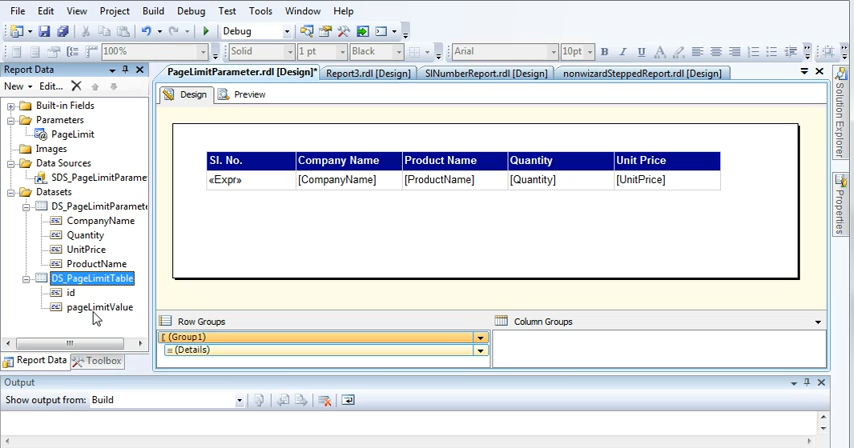 File Edit View Project Build Debug Test Tools Window Help
Debug
100% Solid 1 pt Black Arial 10pt B I U A
Report Data
PageLimitParameter.rdl [Design]* Report3.rdl [Design] SlNumberReport.rdl [Design] nonwizardSteppedReport.rdl [Design]
New Edit...
Design Preview
Built-in Fields
Parameters
PageLimit
Images
Data Sources
SDS_PageLimitParame
Datasets
DS_PageLimitParamete
CompanyName
Quantity
UnitPrice
ProductName
DS_PageLimitTable
id
pageLimitValue
Sl. No. Company Name Product Name Quantity Unit Price
«Expr» [CompanyName] [ProductName] [Quantity] [UnitPrice]
Row Groups Column Groups
(Group1)
(Details)
Report Data Toolbox
Solution Explorer
Properties
Output
Show output from: Build